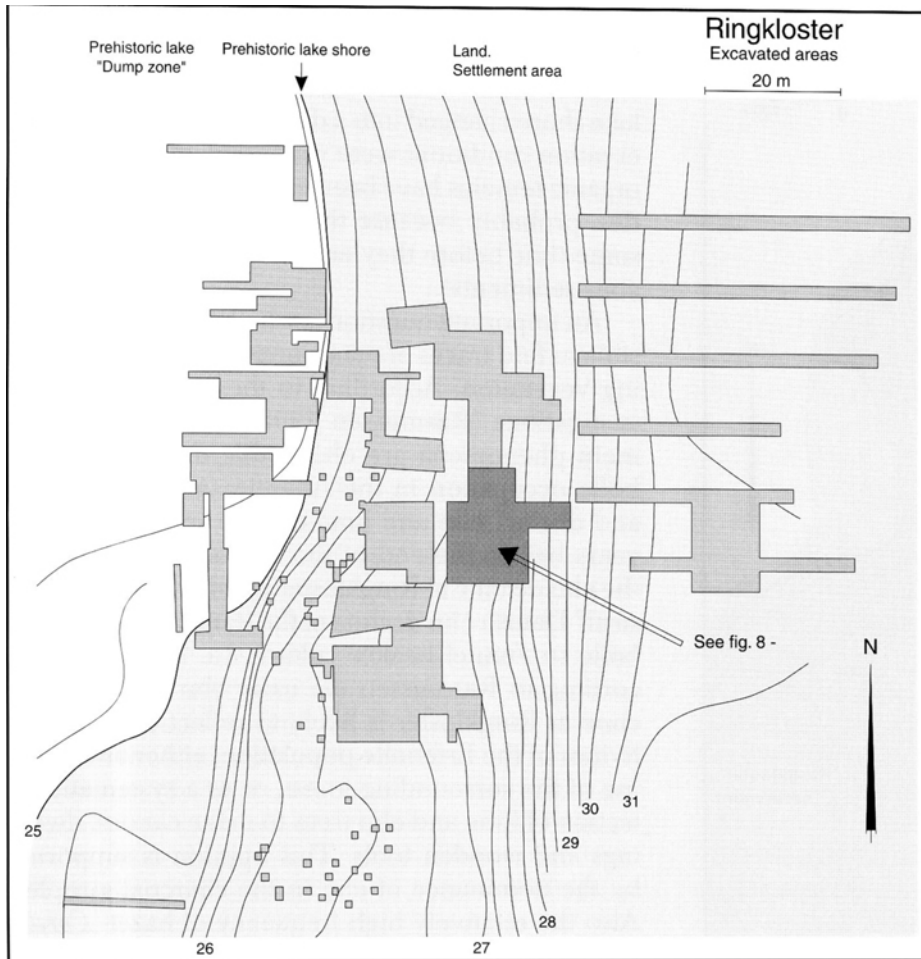 Ringkloster
Excavated areas
20 m
Prehistoric lake
"Dump zone"
Prehistoric lake shore
Land.
Settlement area
See fig. 8 -
N
25
26
27
28
29
30
31